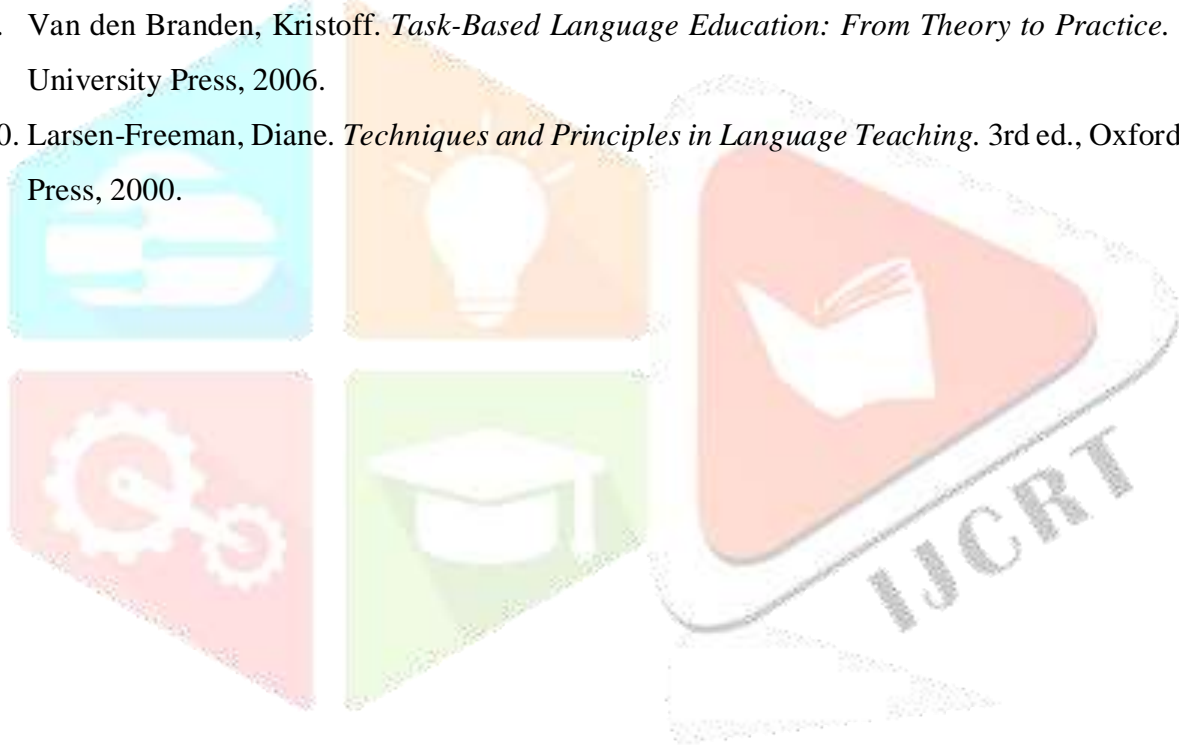 . Van den Branden, Kristoff. Task-Based Language Education: From Theory to Practice.
University Press, 2006.
0. Larsen-Freeman, Diane. Techniques and Principles in Language Teaching. 3rd ed., Oxford
Press, 2000.
IJCRT